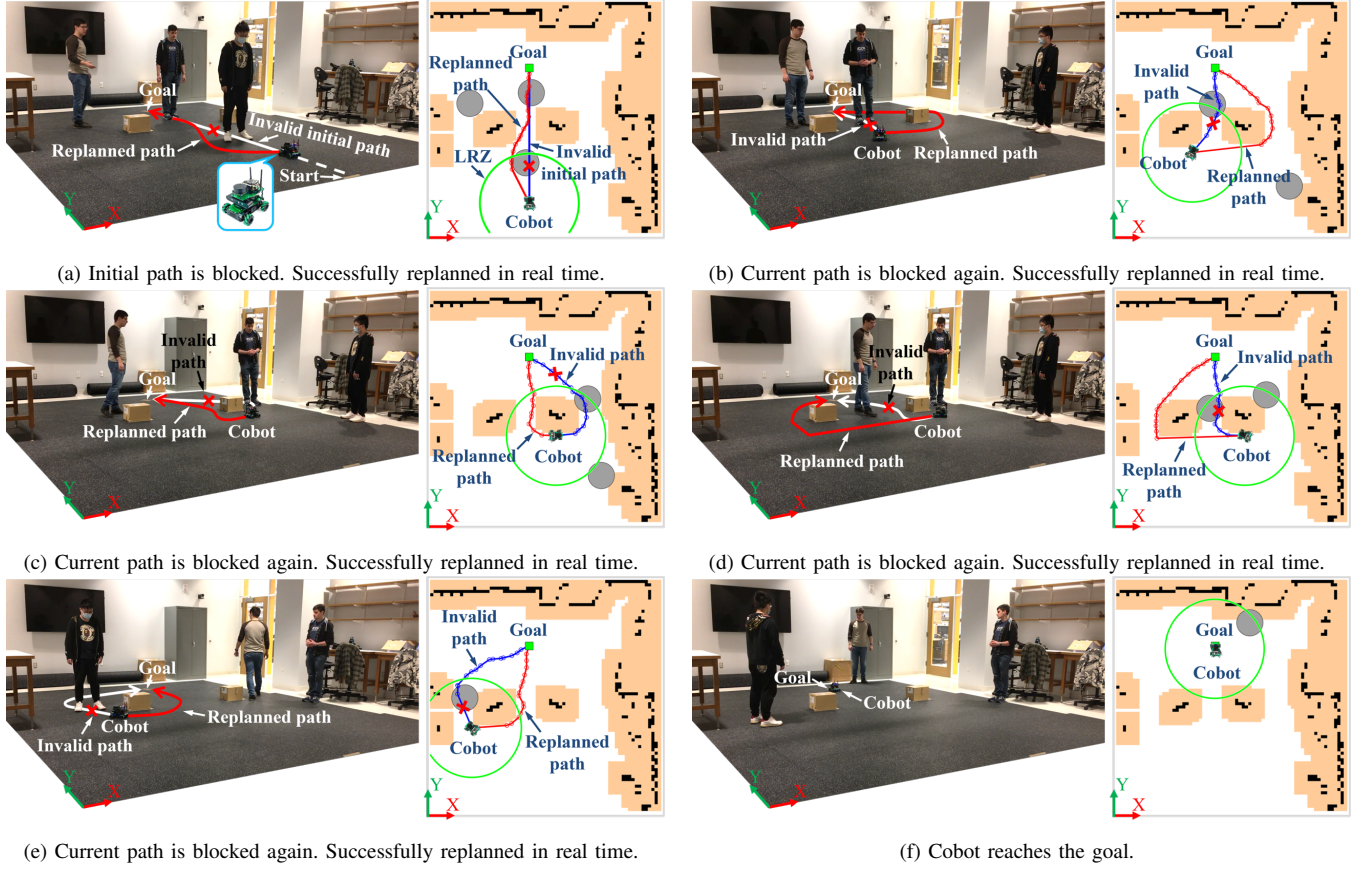 Goal
Invalid initial path
Replanned path
Start
Y
X
Goal
Replanned
path
LRZ
Invalid
initial path
Cobot
Y
X
Goal
Invalid path
Cobot
Replanned path
Y
X
Goal
Invalid
path
Cobot
Replanned
path
Y
X
(a) Initial path is blocked. Successfully replanned in real time.
(b) Current path is blocked again. Successfully replanned in real time.
Invalid
path
Goal
Replanned path
Cobot
Y
X
Goal
Invalid path
Replanned
path
Cobot
Y
X
Invalid
path
Goal
Cobot
Replanned path
Y
X
Goal
Invalid path
Replanned
path
Cobot
Y
X
(c) Current path is blocked again. Successfully replanned in real time.
(d) Current path is blocked again. Successfully replanned in real time.
Goal
Cobot
Replanned path
Invalid path
Y
X
Invalid
path
Goal
Cobot
Replanned
path
Y
X
Goal
Cobot
Y
X
Goal
Cobot
Y
X
(e) Current path is blocked again. Successfully replanned in real time.
(f) Cobot reaches the goal.